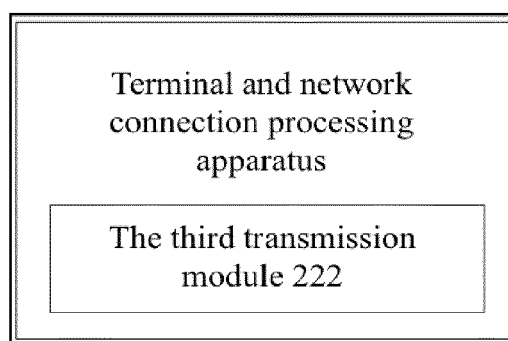 Terminal and network
connection processing
apparatus
The third transmission
module 222